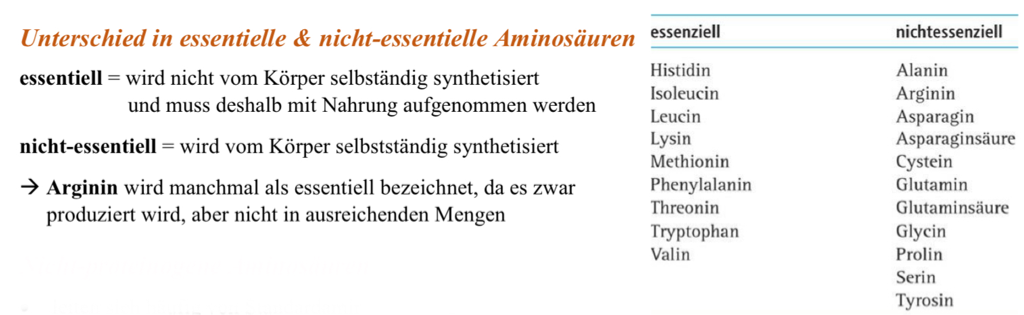 Unterschied in essentielle & nicht-essentielle Aminosäuren
essentiell = wird nicht vom Körper selbständig synthetisiert
und muss deshalb mit Nahrung aufgenommen werden
nicht-essentiell = wird vom Körper selbstständig synthetisiert
→ Arginin wird manchmal als essentiell bezeichnet, da es zwar
produziert wird, aber nicht in ausreichenden Mengen
essenziell nichtessenziell
Histidin Alanin
Isoleucin Arginin
Leucin Asparagin
Lysin Asparaginsäure
Methionin Cystein
Phenylalanin Glutamin
Threonin Glutaminsäure
Tryptophan Glycin
Valin Prolin
Serin
Tyrosin